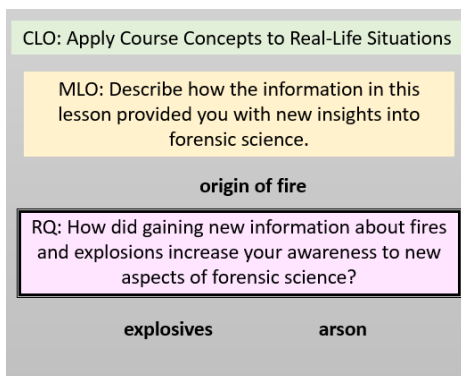 CLO: Apply Course Concepts to Real-Life Situations
MLO: Describe how the information in this
lesson provided you with new insights into
forensic science.
origin of fire
RQ: How did gaining new information about fires
and explosions increase your awareness to new
aspects of forensic science?
explosives arson